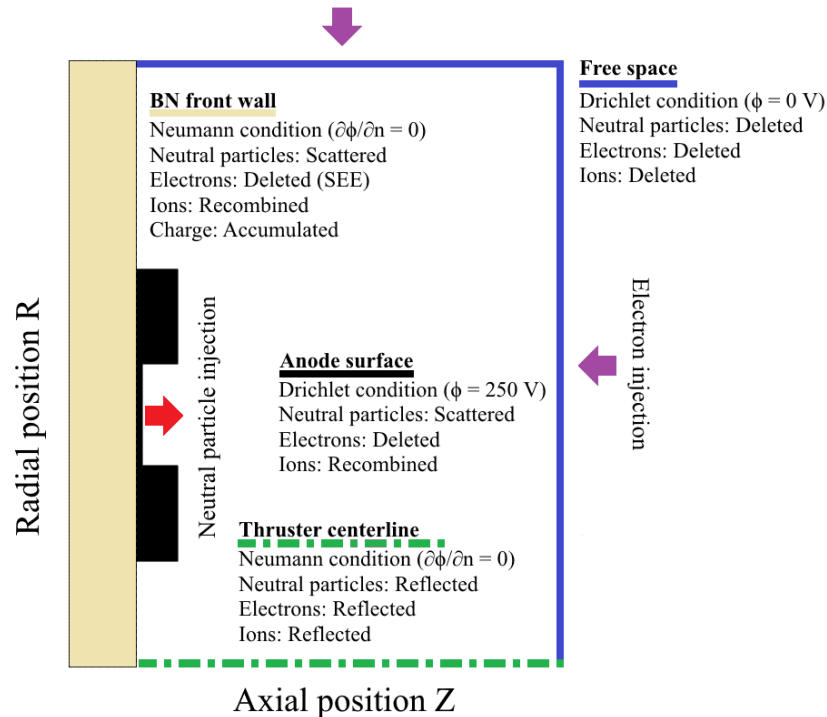 BN front wall
Neumann condition (∂ϕ/∂n = 0)
Neutral particles: Scattered
Electrons: Deleted (SEE)
Ions: Recombined
Charge: Accumulated
Free space
Drichlet condition (ϕ = 0 V)
Neutral particles: Deleted
Electrons: Deleted
Ions: Deleted
Radial position R
Neutral particle injection
Anode surface
Drichlet condition (ϕ = 250 V)
Neutral particles: Scattered
Electrons: Deleted
Ions: Recombined
Electron injection
Thruster centerline
Neumann condition (∂ϕ/∂n = 0)
Neutral particles: Reflected
Electrons: Reflected
Ions: Reflected
Axial position Z